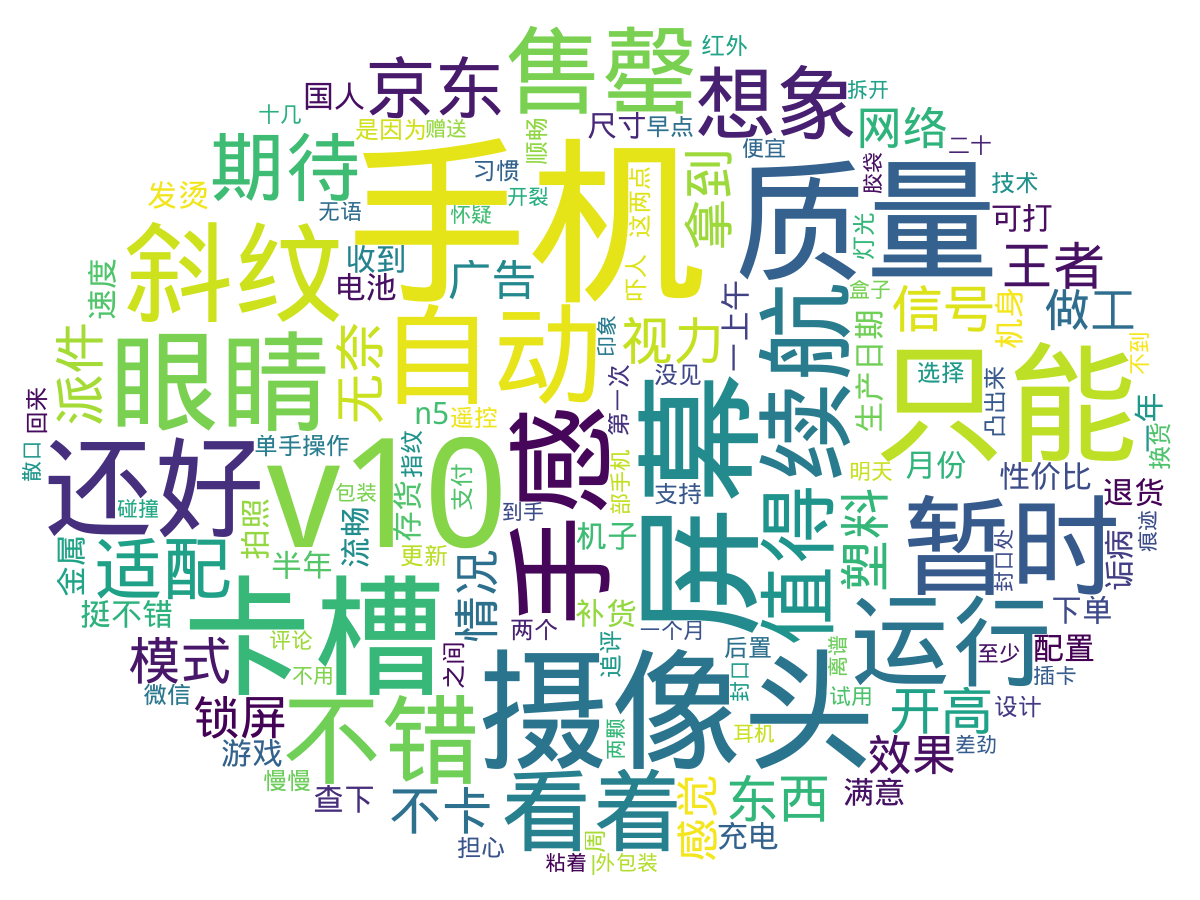 售罄
红外
京东
想象
国人
拆开
十几
是因为
赠送
顺畅
尺寸
早点
网络
期待
手机
便宜
二十
习惯
胶袋
质量
拿到
发烫
无语
怀疑
开裂
这两点
技术
可打
斜纹
收到
灯光
王者
速度
电池
广告
吓人
一上午
盒子
信号
机身
做工
自动
印象
视力
续航
生产日期
派件
眼睛
无奈
没见
只能
选择
不到
回来
n5
遥控
第一次
手感
屏幕
凸出来
年
散口
还好
单手操作
指纹
v10
部手机
明天
月份
性价比
换货
包装
支付
支持
碰撞
存货
到手
值得
塑料
暂时
退货
痕迹
拍照
流畅
机子
封口处
诟病
金属
适配
半年
更新
情况
卡槽
挺不错
补货
两个
一个月
运行
下单
模式
评论
之间
追评
后置
离谱
至少
配置
微信
不用
摄像头
封口
试用
插卡
锁屏
不错
开高
设计
游戏
两颗
耳机
效果
差劲
慢慢
查下
不卡
看着
感觉
东西
满意
担心
周
充电
粘着
|外包装